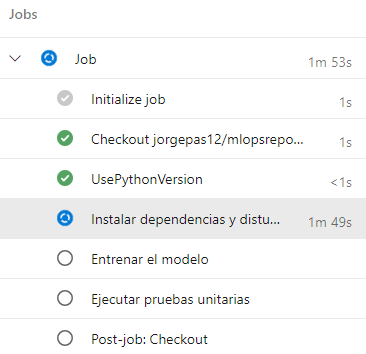 Jobs
Job 1m 53s
Initialize job 1s
Checkout jorgepas12/mlopsrepo... 1s
UsePythonVersion <1s
Instalar dependencias y distu... 1m 49s
Entrenar el modelo
Ejecutar pruebas unitarias
Post-job: Checkout